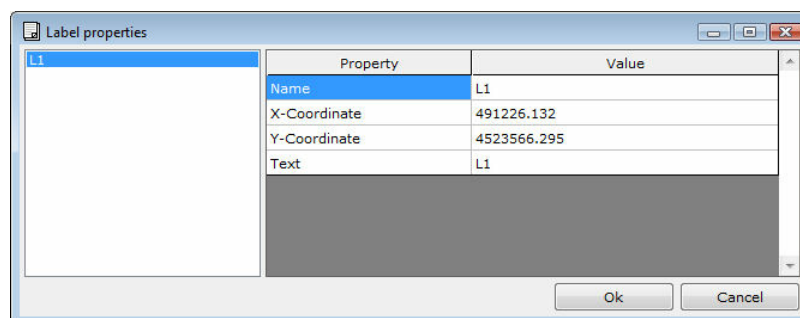 Label properties
L1
Property Value
Name L1
X-Coordinate 491226.132
Y-Coordinate 4523566.295
Text L1
Ok Cancel